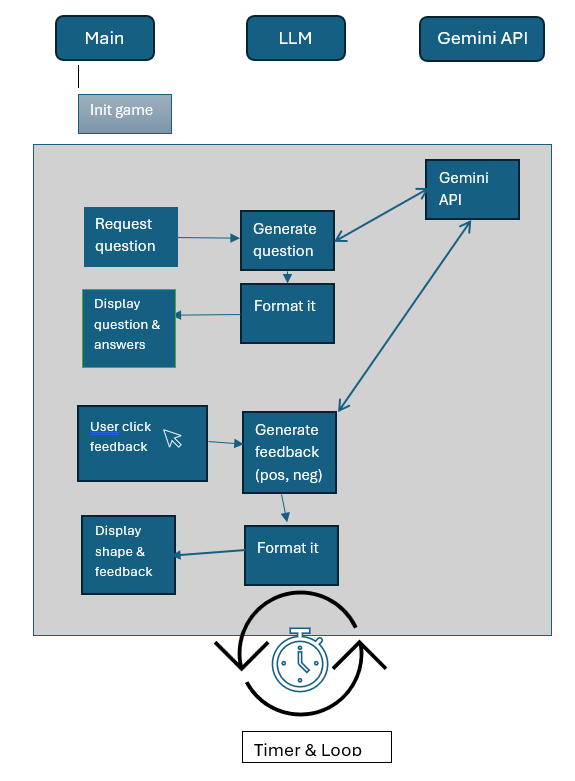 Main
LLM
Gemini API
Init game
Gemini
API
Request
question
Generate
question
Display
question &
answers
Format it
User click
feedback
Generate
feedback
(pos, neg)
Display
shape &
feedback
Format it
Timer & Loop